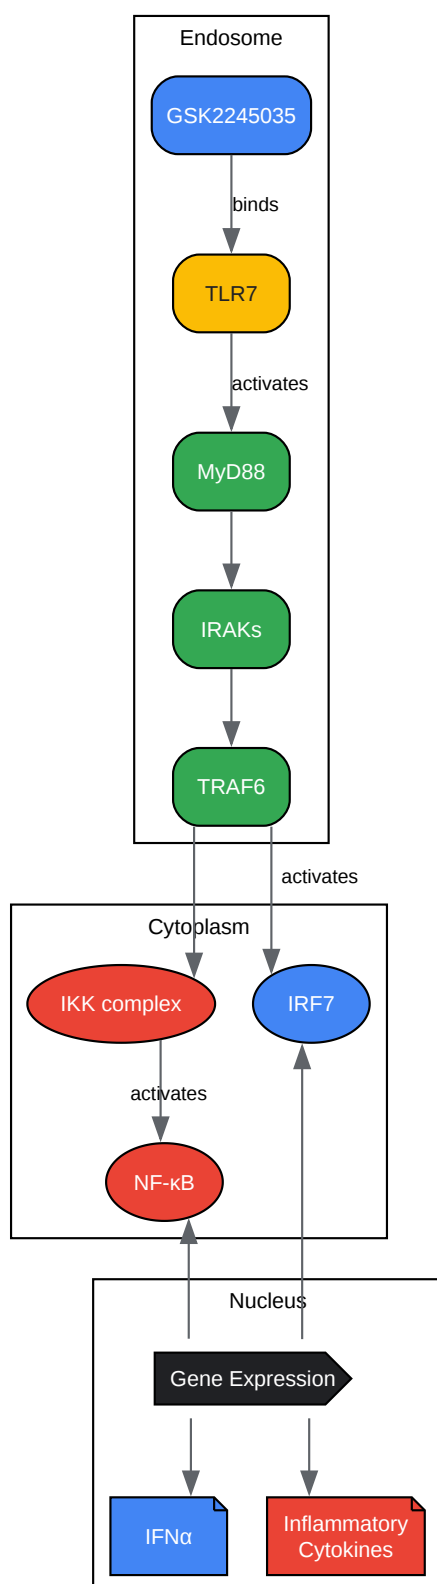 Endosome
GSK2245035
binds
TLR7
activates
MyD88
IRAKs
TRAF6
activates
Cytoplasm
IKK complex
IRF7
activates
NF-κB
Nucleus
Gene Expression
IFNα
Inflammatory
Cytokines